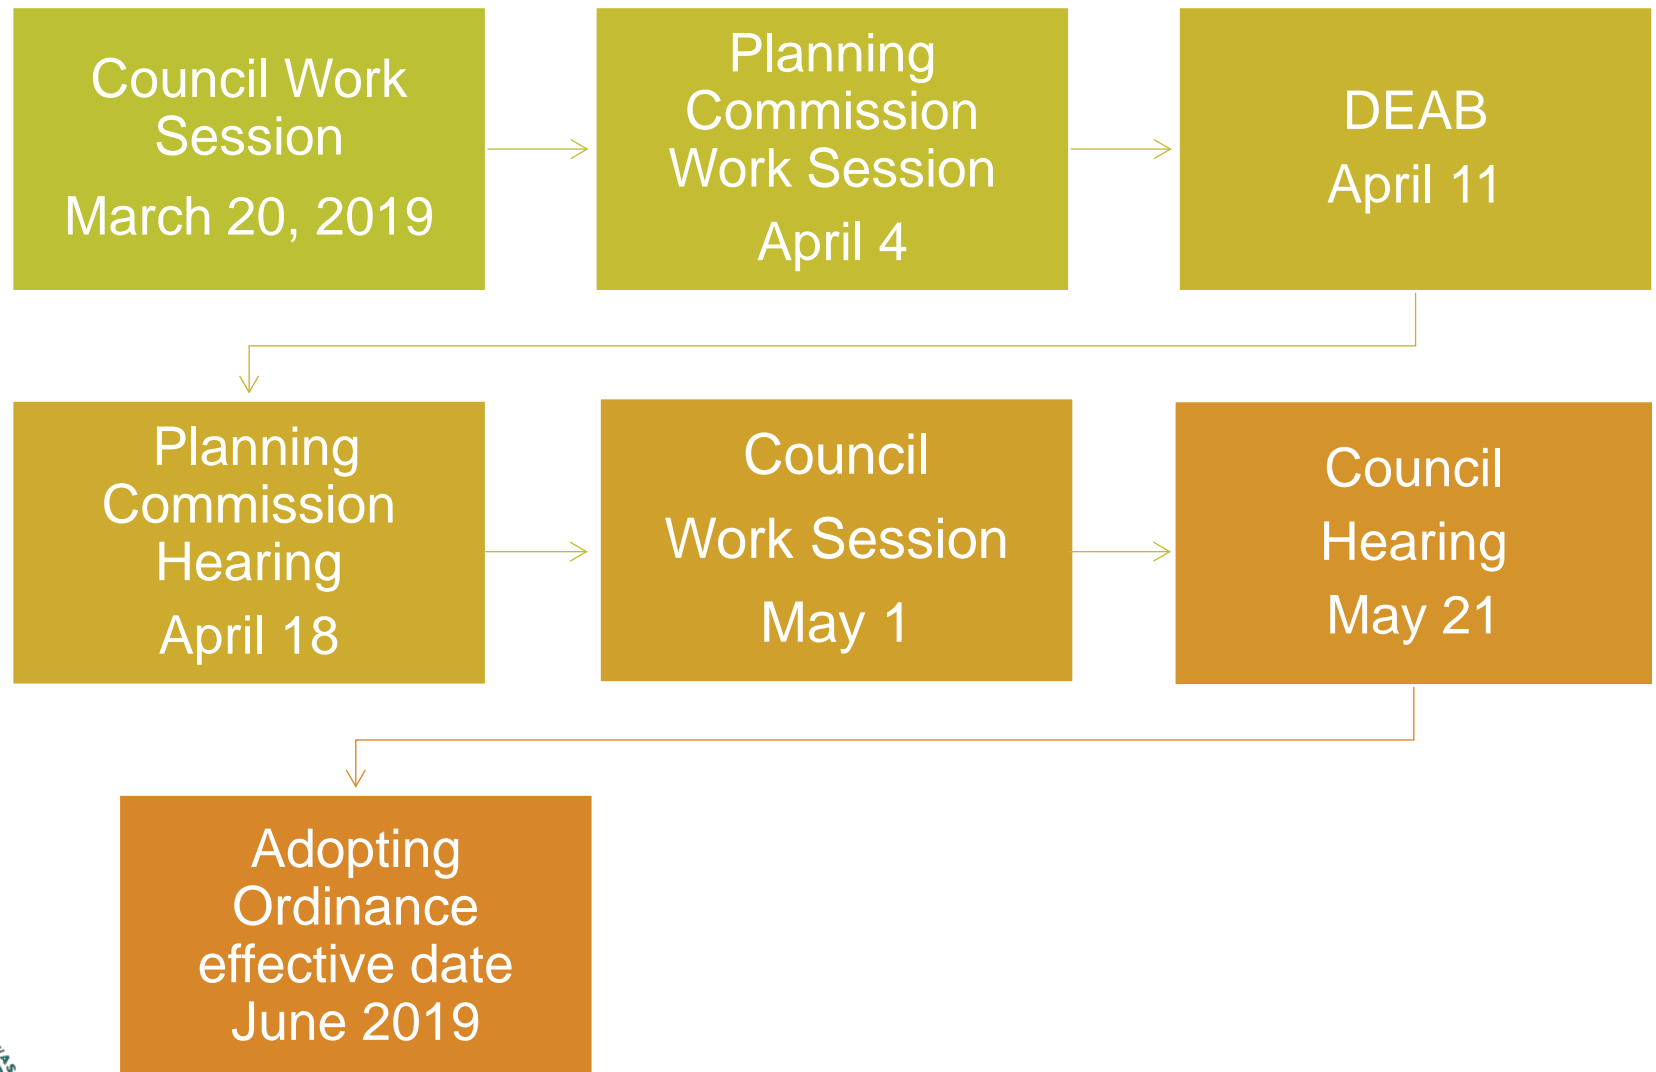 Council Work
Session
March 20, 2019
Planning
Commission
Work Session
April 4
DEAB
April 11
Planning
Commission
Hearing
April 18
Council
Work Session
May 1
Council
Hearing
May 21
Adopting
Ordinance
effective date
June 2019